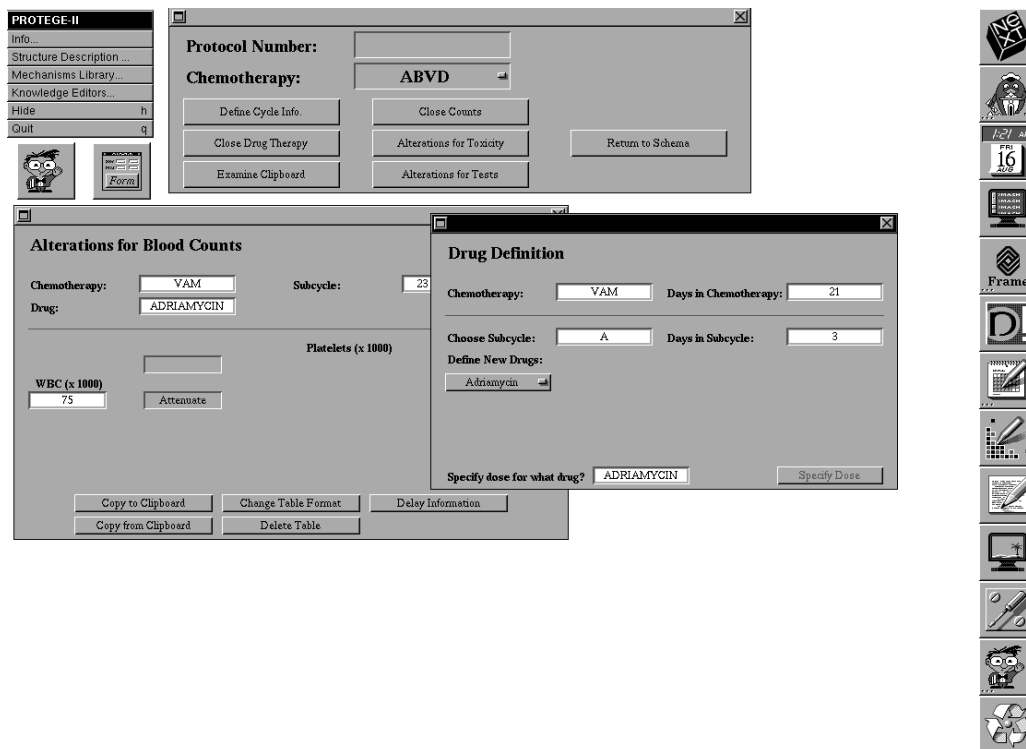 PROTEGE-II
Info...
Structure Description ...
Mechanisms Library...
Knowledge Editors...
Hide h
Quit q
Form
Protocol Number:
Chemotherapy: ABVD
Define Cycle Info. Close Counts
Close Drug Therapy Alterations for Toxicity Return to Schema
Examine Clipboard Alterations for Tests
Alterations for Blood Counts
Chemotherapy: VAM Subcycle: 23
Drug: ADRIAMYCIN
Platelets (x 1000)
WBC (x 1000)
75 Attenuate
Copy to Clipboard Change Table Format Delay Information
Copy from Clipboard Delete Table
Drug Definition
Chemotherapy: VAM Days in Chemotherapy: 21
Choose Subcycle: A Days in Subcycle: 3
Define New Drugs:
Adriamycin
Specify dose for what drug? ADRIAMYCIN Specify Dose
NeXT
1:21
FRI
16
AUG
Frame
D